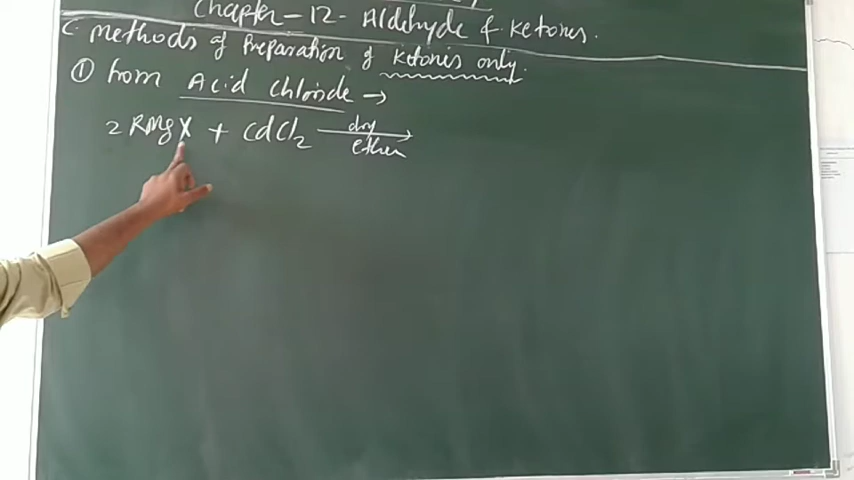 Chapter-12- Aldehyde & Ketones.
C. Methods of Preparation of Ketones only.
① From Acid Chloride →
2 RMgX + CdCl₂ dry ether →